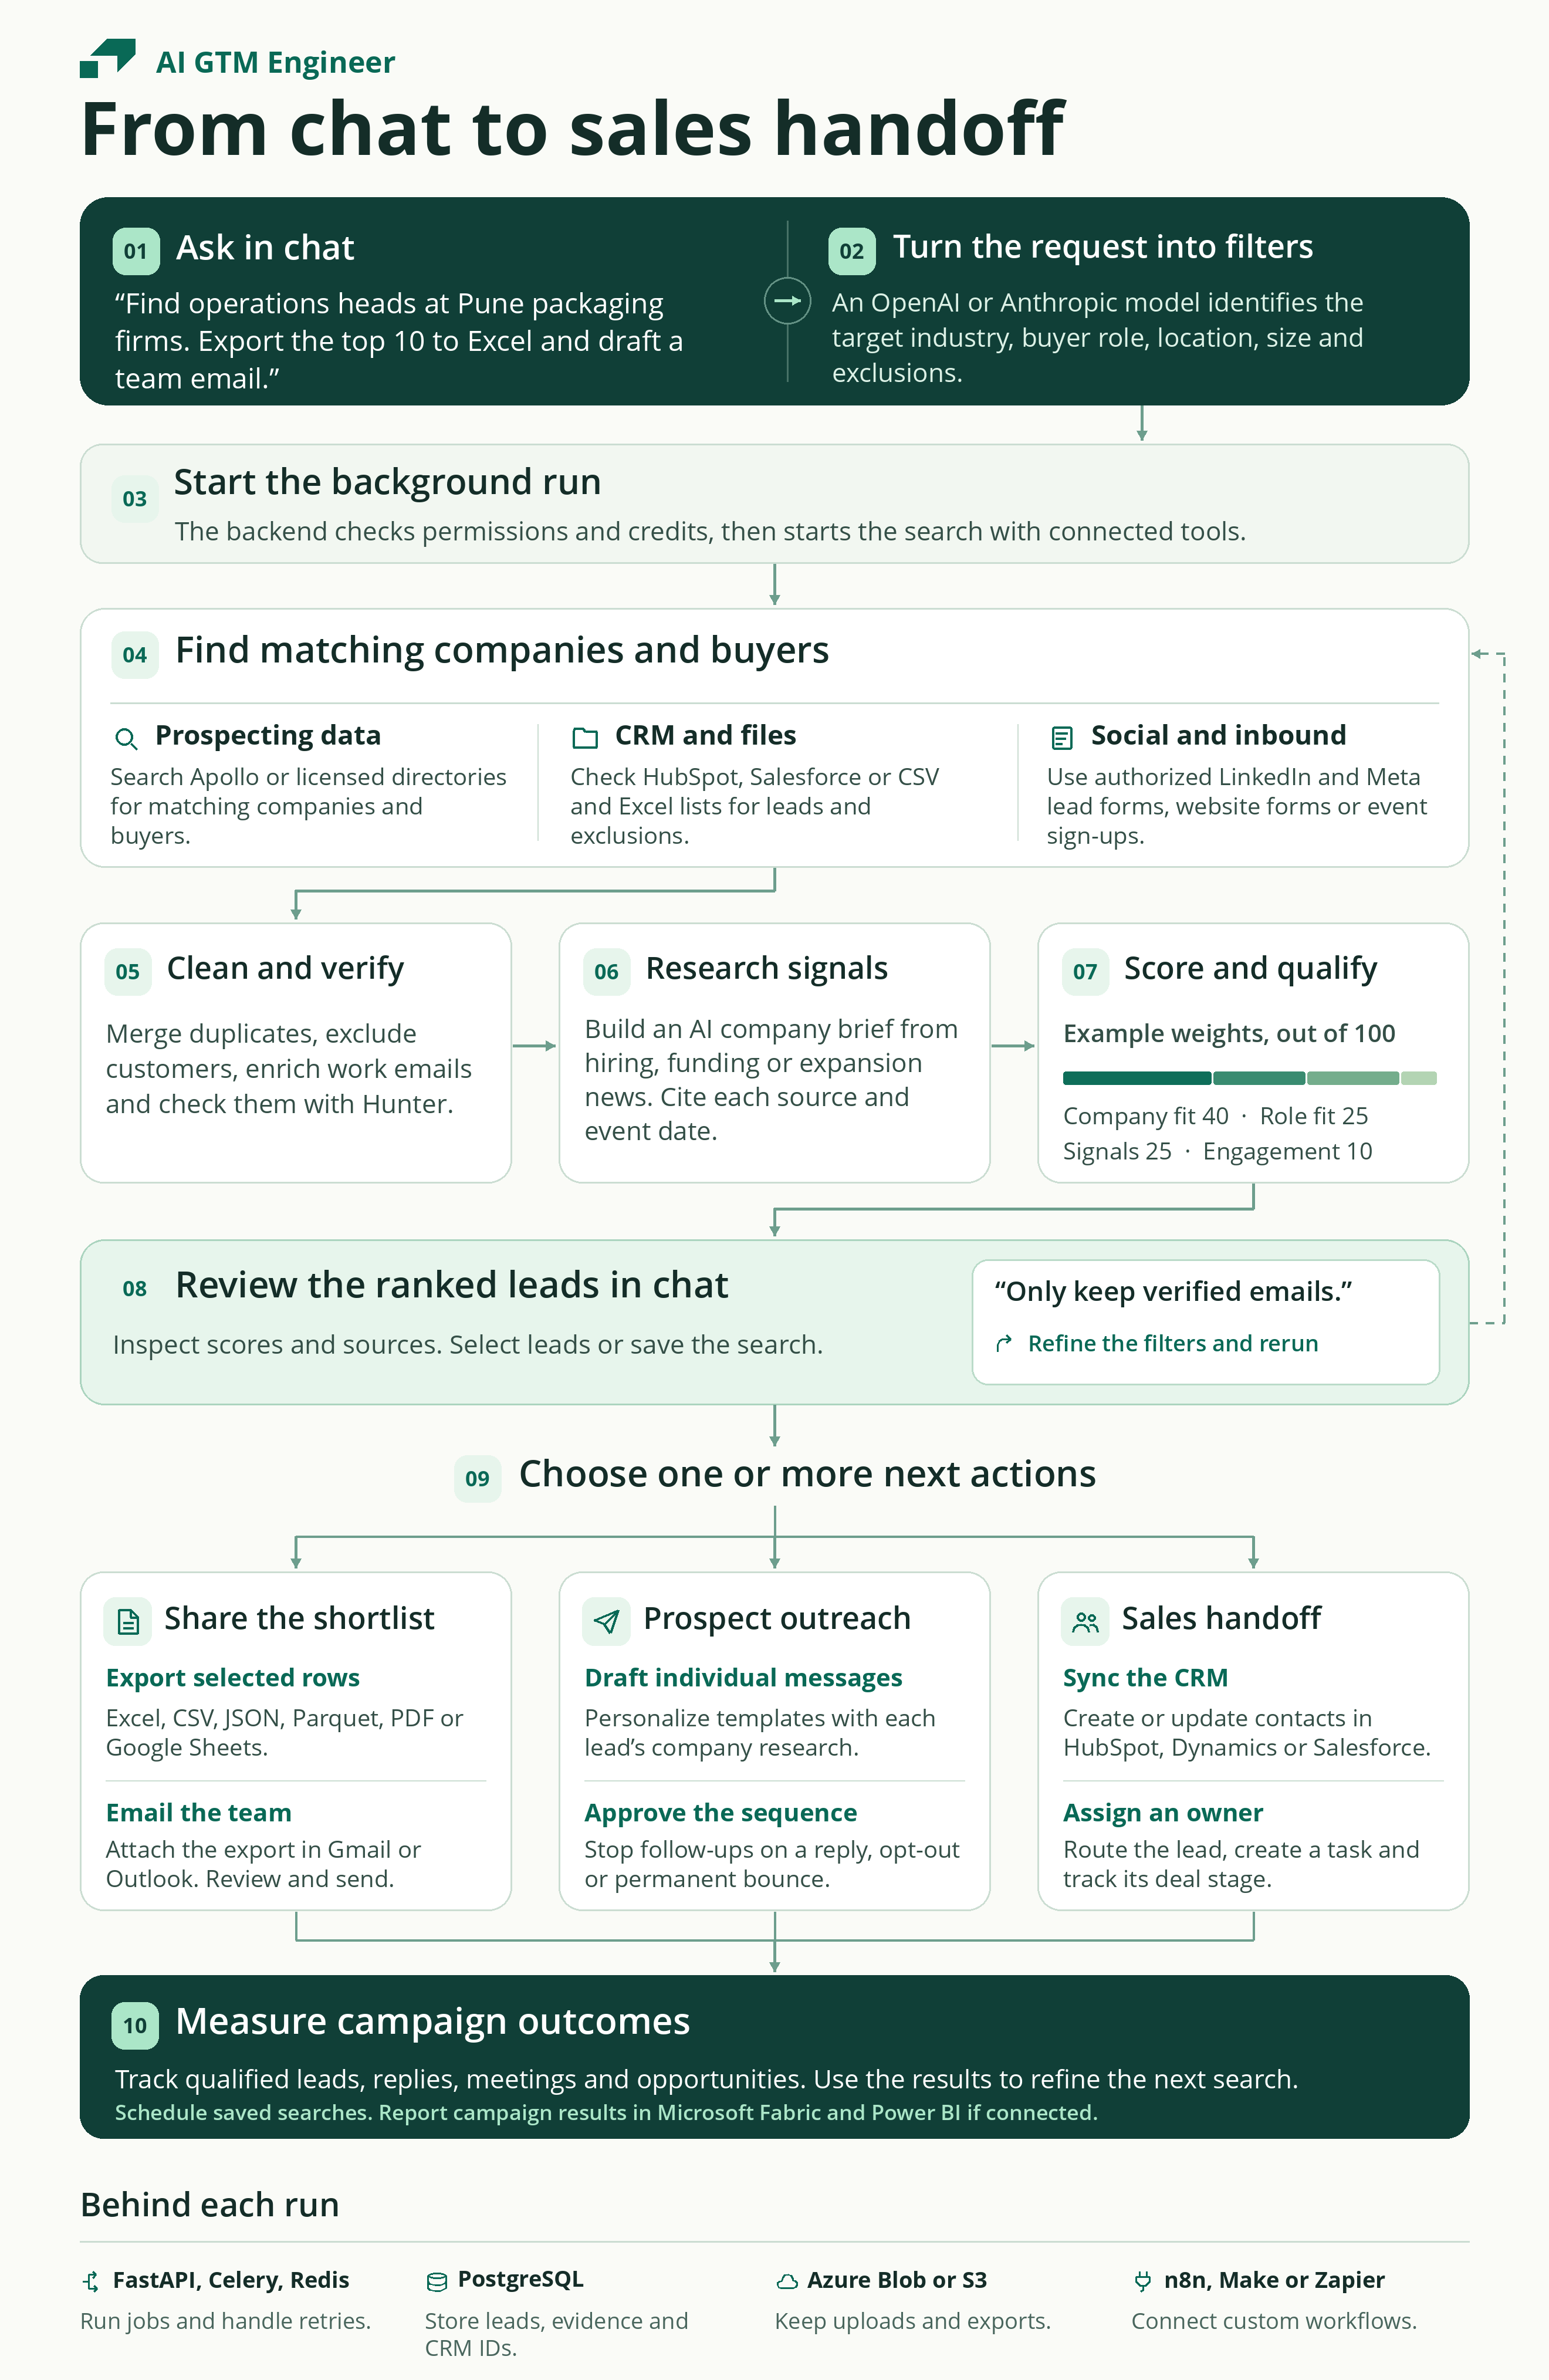 AI GTM Engineer
From chat to sales handoff
01 Ask in chat
“Find operations heads at Pune packaging
firms. Export the top 10 to Excel and draft a
team email.”
02 Turn the request into filters
An OpenAI or Anthropic model identifies the
target industry, buyer role, location, size and
exclusions.
03 Start the background run
The backend checks permissions and credits, then starts the search with connected tools.
04 Find matching companies and buyers
Prospecting data
Search Apollo or licensed directories
for matching companies and
buyers.
CRM and files
Check HubSpot, Salesforce or CSV
and Excel lists for leads and
exclusions.
Social and inbound
Use authorized LinkedIn and Meta
lead forms, website forms or event
sign-ups.
05 Clean and verify
Merge duplicates, exclude
customers, enrich work emails
and check them with Hunter.
06 Research signals
Build an AI company brief from
hiring, funding or expansion
news. Cite each source and
event date.
07 Score and qualify
Example weights, out of 100
Company fit 40 · Role fit 25
Signals 25 · Engagement 10
08 Review the ranked leads in chat
Inspect scores and sources. Select leads or save the search.
“Only keep verified emails.”
Refine the filters and rerun
09 Choose one or more next actions
Share the shortlist
Export selected rows
Excel, CSV, JSON, Parquet, PDF or
Google Sheets.
Email the team
Attach the export in Gmail or
Outlook. Review and send.
Prospect outreach
Draft individual messages
Personalize templates with each
lead’s company research.
Approve the sequence
Stop follow-ups on a reply, opt-out
or permanent bounce.
Sales handoff
Sync the CRM
Create or update contacts in
HubSpot, Dynamics or Salesforce.
Assign an owner
Route the lead, create a task and
track its deal stage.
10 Measure campaign outcomes
Track qualified leads, replies, meetings and opportunities. Use the results to refine the next search.
Schedule saved searches. Report campaign results in Microsoft Fabric and Power BI if connected.
Behind each run
FastAPI, Celery, Redis
Run jobs and handle retries.
PostgreSQL
Store leads, evidence and
CRM IDs.
Azure Blob or S3
Keep uploads and exports.
n8n, Make or Zapier
Connect custom workflows.